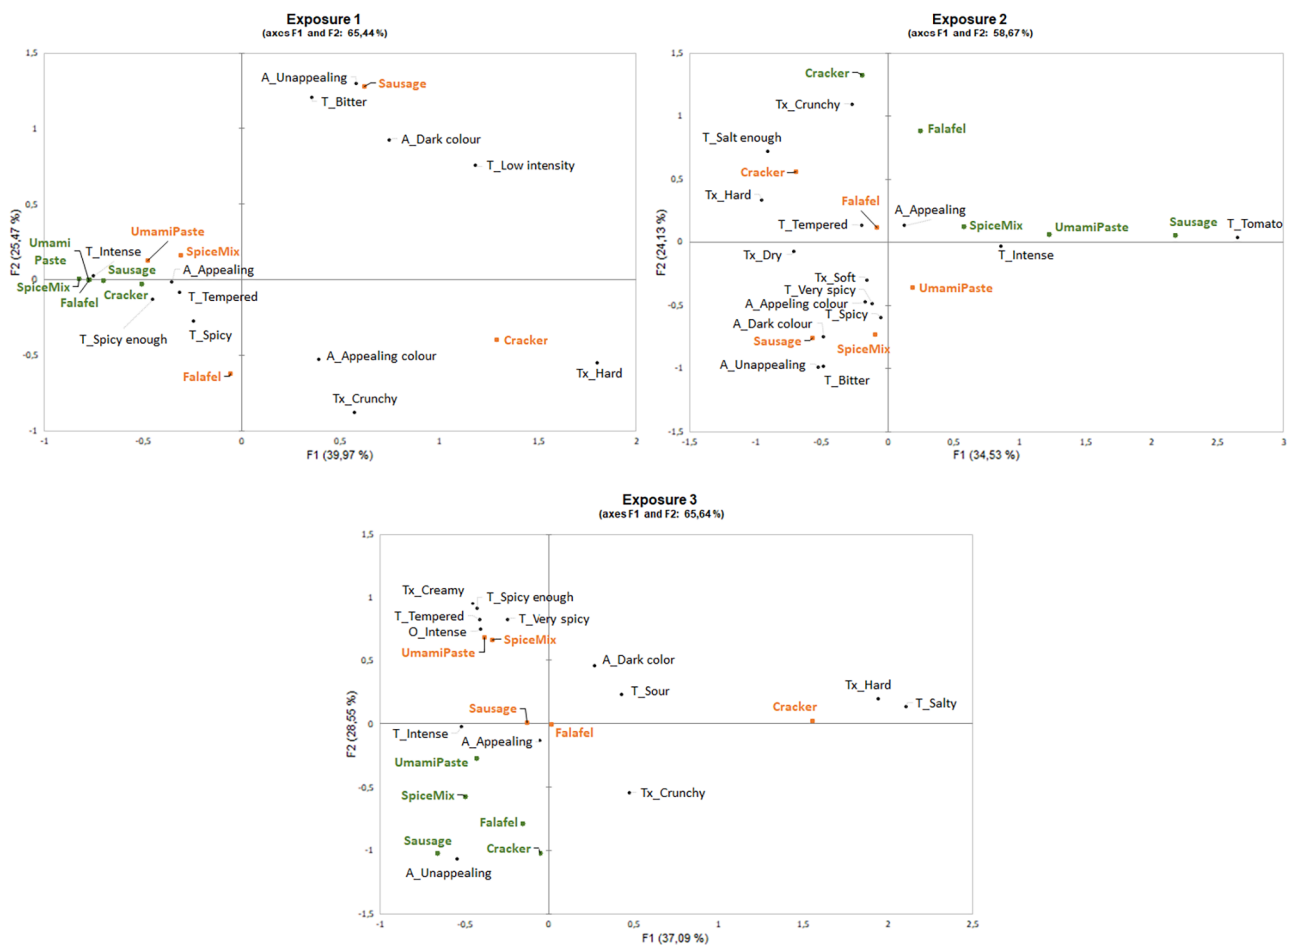 Exposure 1
(axes F1 and F2: 65,44 %)
1,5
1
0,5
0
-0,5
-1
F2 (25,47 %)
A_Unappealing
Sausage
T_Bitter
A_Dark colour
T_Low intensity
UmamiPaste
Umami
Paste
T_Intense
SpiceMix
Sausage
A_Appealing
SpiceMix
Falafel
Cracker
T_Tempered
T_Spicy enough
T_Spicy
Cracker
A_Appealing colour
Falafel
Tx_Hard
Tx_Crunchy
-1
-0,5
0
0,5
1
1,5
2
F1 (39,97 %)
Exposure 2
(axes F1 and F2: 58,67 %)
1,5
1
0,5
0
-0,5
-1
-1,5
F2 (24,13 %)
Cracker
Tx_Crunchy
Falafel
T_Salt enough
Cracker
Tx_Hard
Falafel
A_Appealing
T_Tempered
SpiceMix
UmamiPaste
Sausage
T_Tomato
Tx_Dry
T_Intense
Tx_Soft
T_Very spicy
UmamiPaste
A_Appeling colour
T_Spicy
A_Dark colour
Sausage
SpiceMix
A_Unappealing
T_Bitter
-1,5
-1
-0,5
0
0,5
1
1,5
2
2,5
3
F1 (34,53 %)
Exposure 3
(axes F1 and F2: 65,64 %)
1,5
1
0,5
0
-0,5
-1
-1,5
F2 (28,55 %)
Tx_Creamy
T_Spicy enough
T_Tempered
T_Very spicy
O_Intense
SpiceMix
UmamiPaste
A_Dark color
T_Sour
Tx_Hard
T_Salty
Sausage
Cracker
T_Intense
Falafel
A_Appealing
UmamiPaste
SpiceMix
Tx_Crunchy
Falafel
Sausage
Cracker
A_Unappealing
-1
-0,5
0
0,5
1
1,5
2
2,5
F1 (37,09 %)